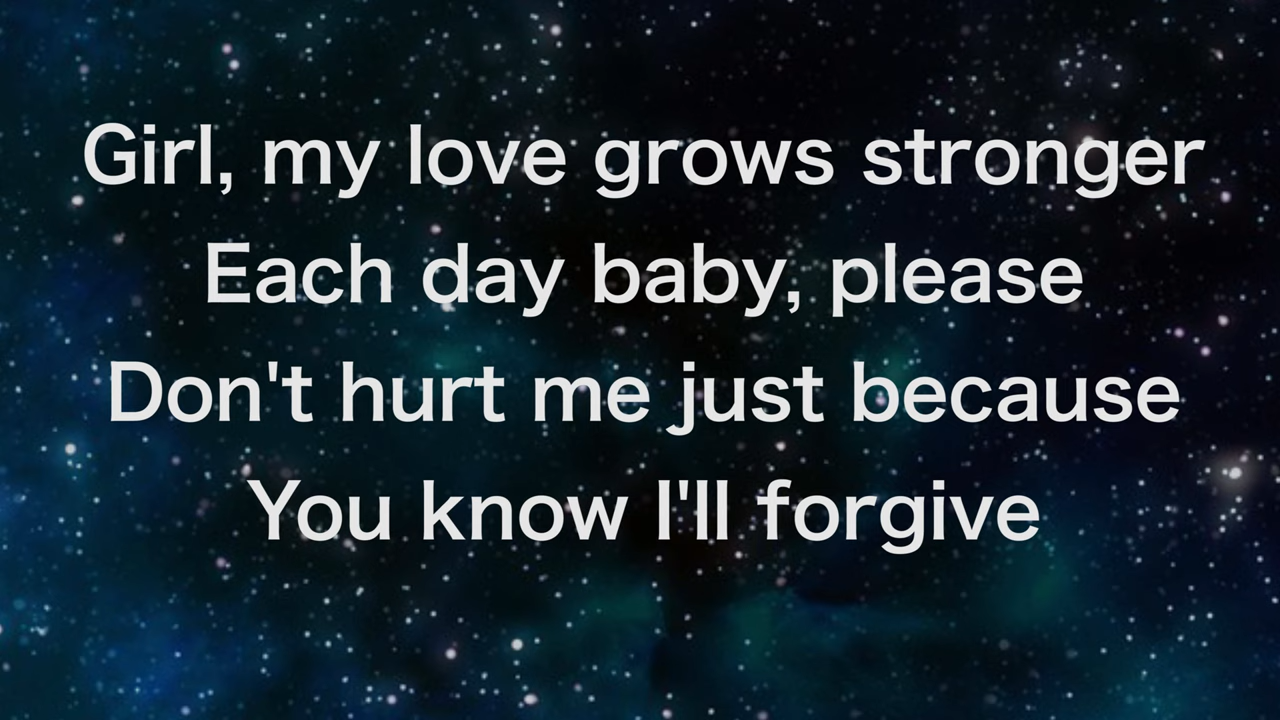 Girl, my love grows stronger
Each day baby, please
Don't hurt me just because
You know I'll forgive